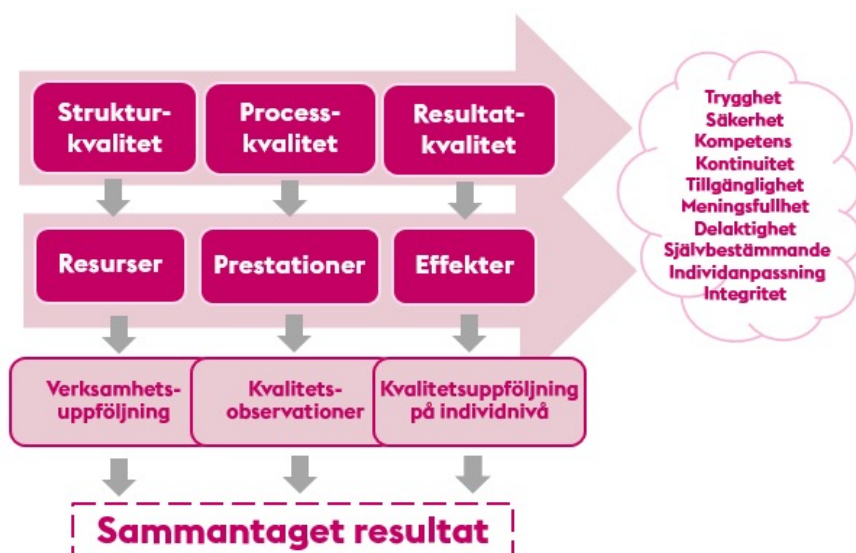 Struktur-
kvalitet
Process-
kvalitet
Resultat-
kvalitet
Resurser
Prestationer
Effekter
Verksamhets-
uppföljning
Kvalitets-
observationer
Kvalitetsuppföljning
på individnivå
Sammantaget resultat
Trygghet
Säkerhet
Kompetens
Kontinuitet
Tillgänglighet
Meningsfullhet
Delaktighet
Självbestämmande
Individanpassning
Integritet